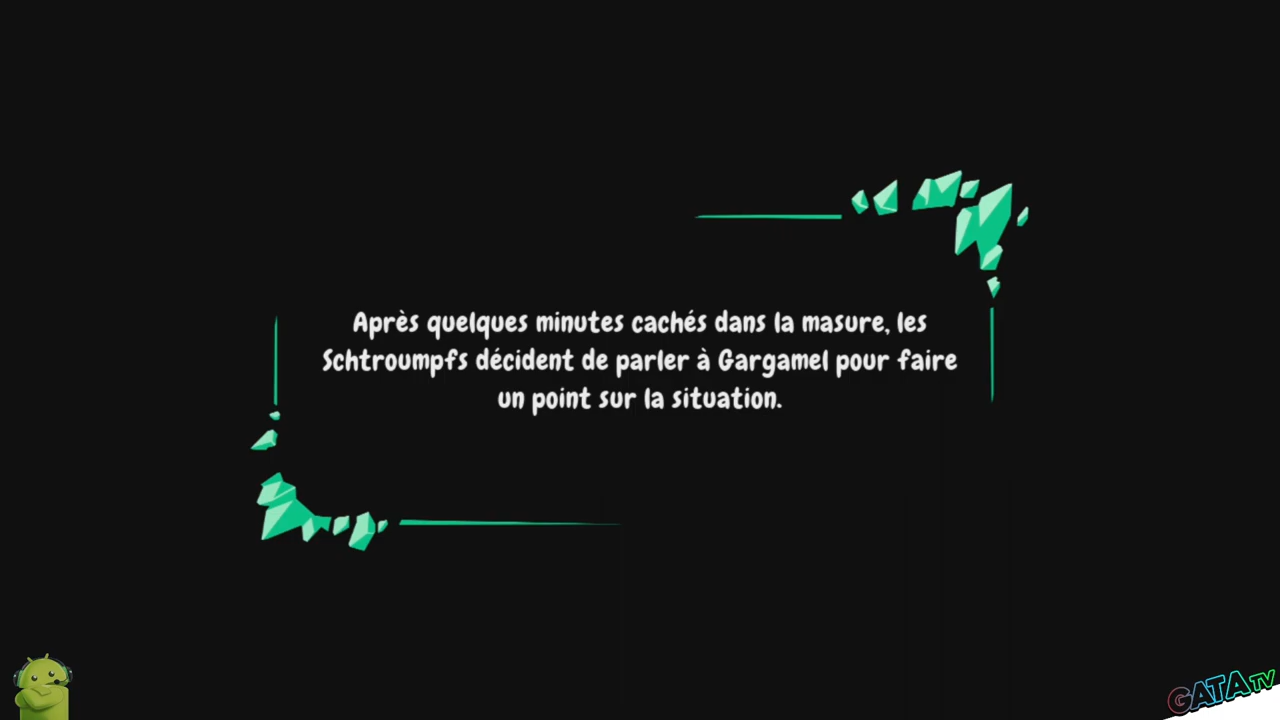 Après quelques minutes cachés dans la masure, les
Schtroumpfs décident de parler à Gargamel pour faire
un point sur la situation.
GATA TV